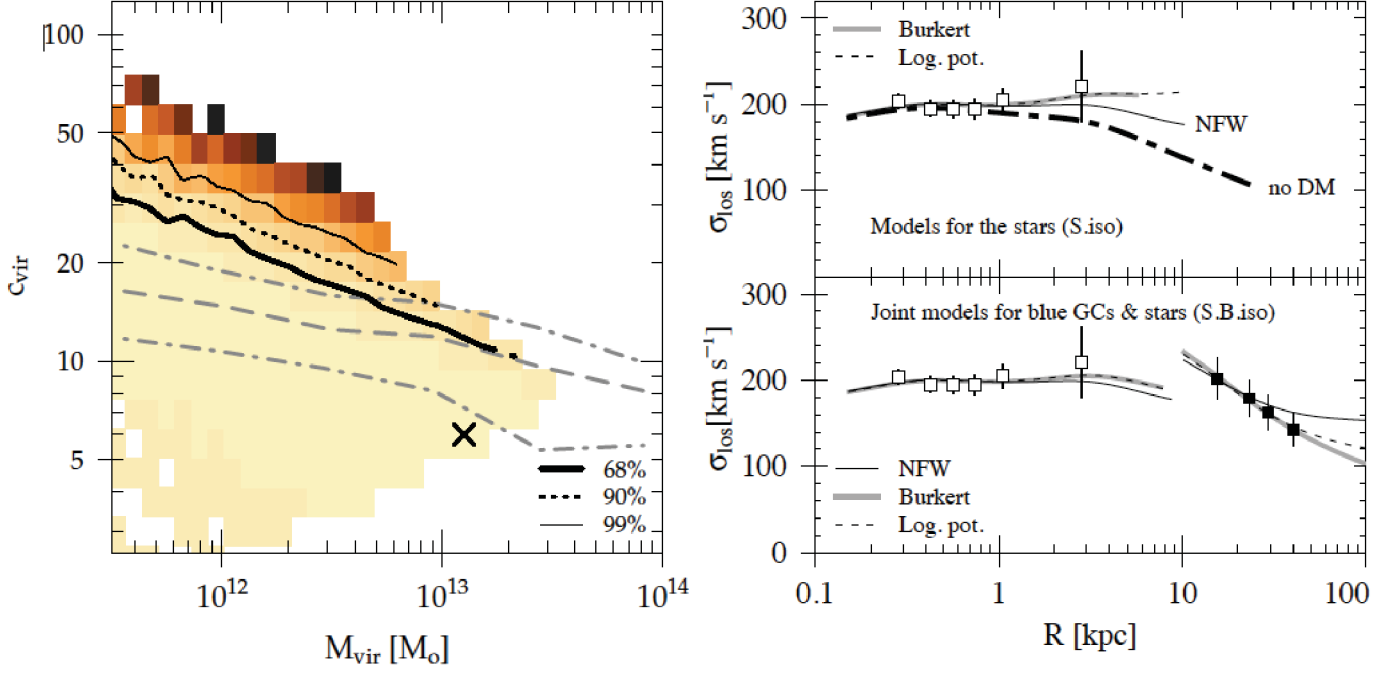 100
50
20
10
5
c_vir
68%
90%
99%
10^12
10^13
10^14
M_vir [M_o]
300
200
100
σ_los [km s^−1]
Burkert
Log. pot.
NFW
no DM
Models for the stars (S.iso)
300
200
100
0
σ_los[km s^−1]
Joint models for blue GCs & stars (S.B.iso)
NFW
Burkert
Log. pot.
0.1
1
10
100
R [kpc]